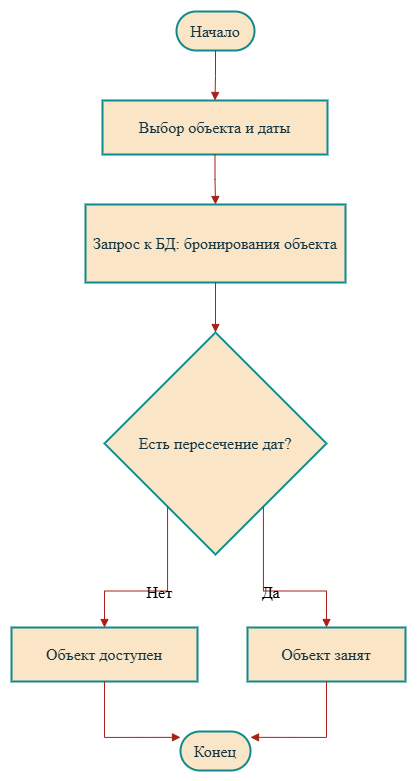 Начало
Выбор объекта и даты
Запрос к БД: бронирования объекта
Есть пересечение дат?
Нет
Да
Объект доступен
Объект занят
Конец